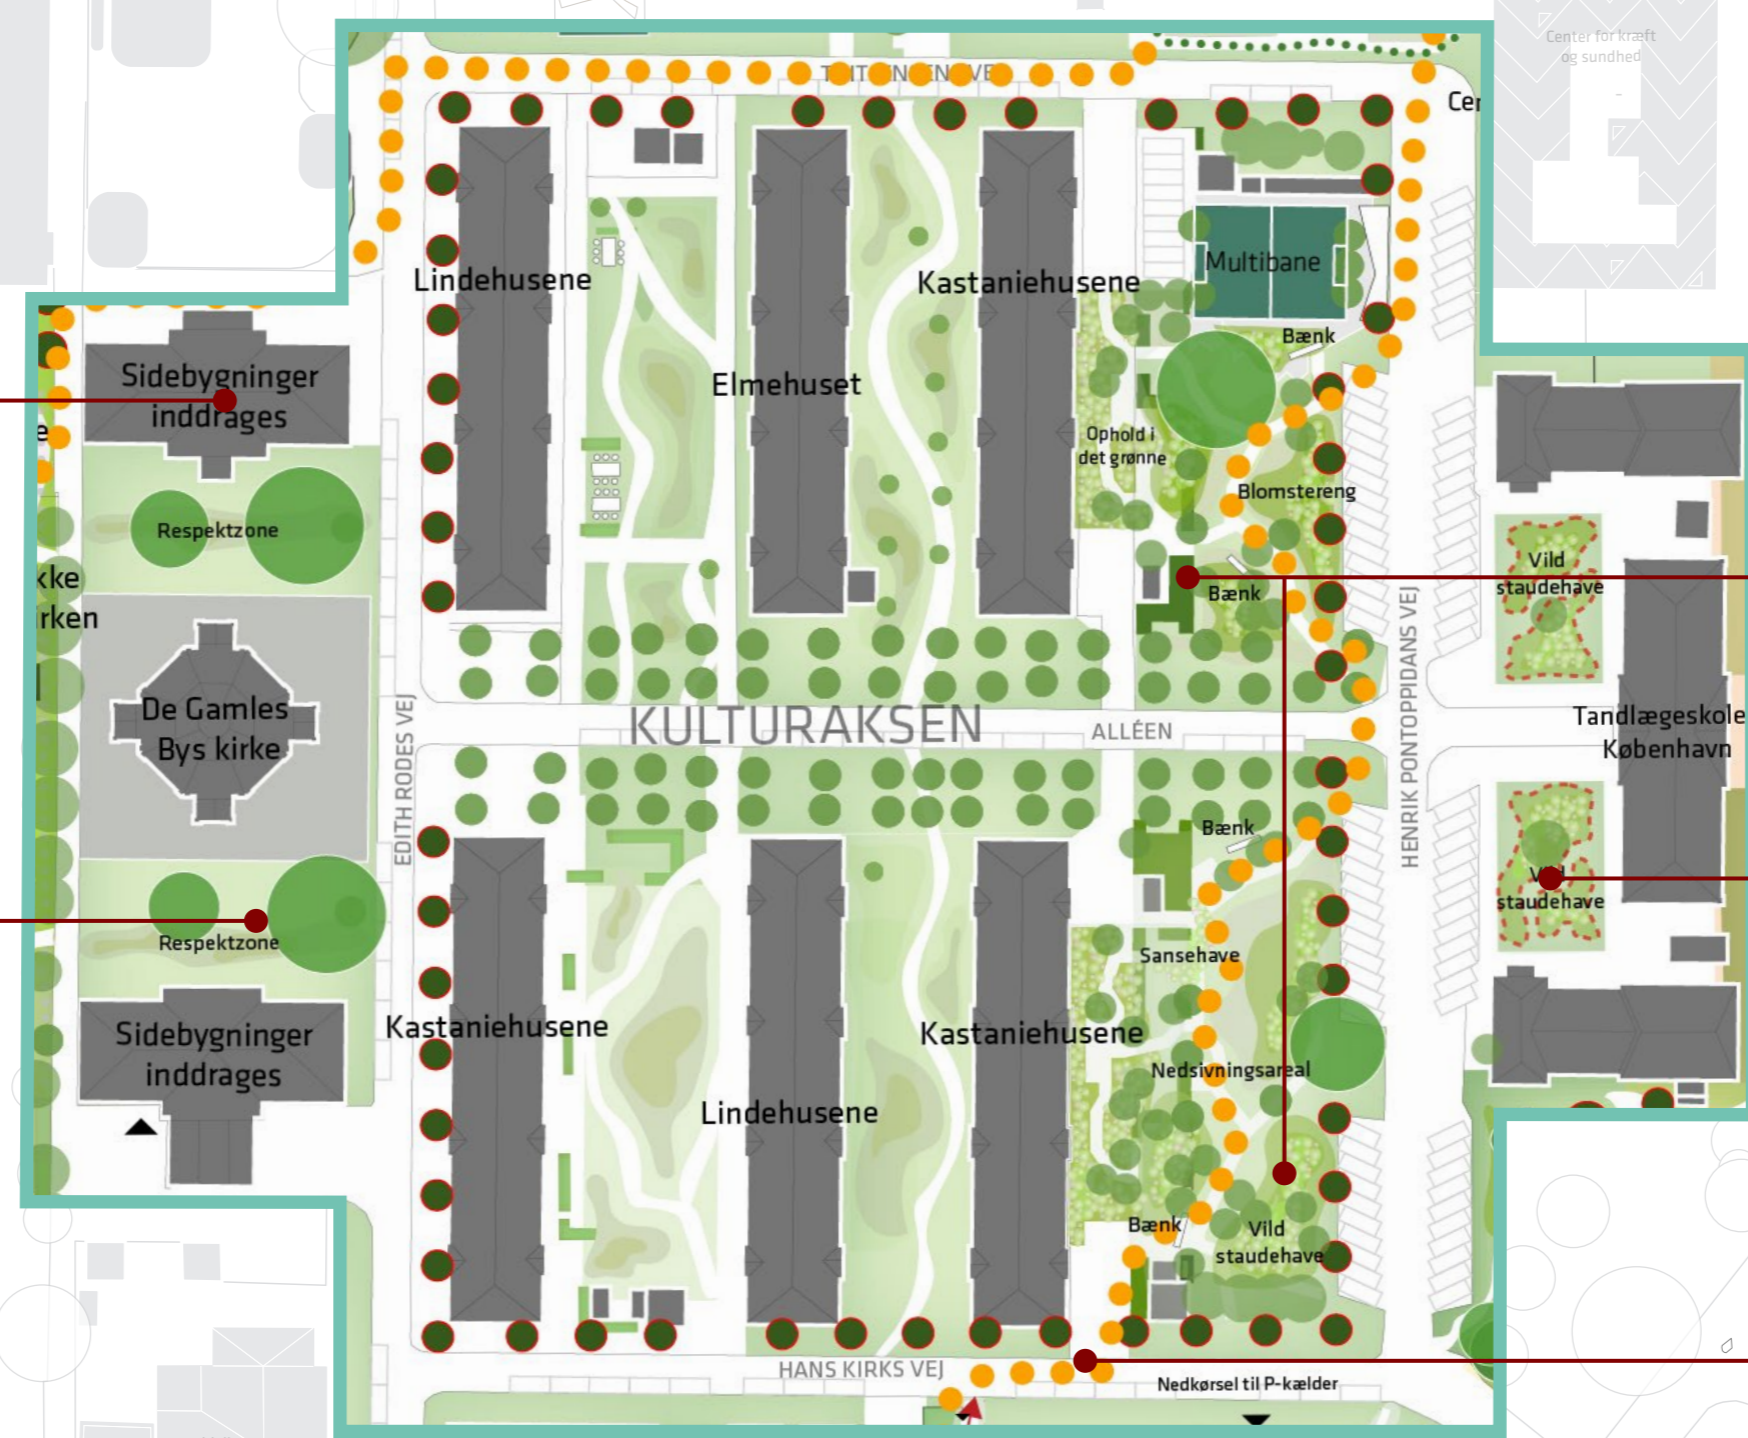 Center for kræft
og sundhed
Lindehusene
Kastaniehusene
Multibane
Bænk
Sidebygninger
inddrages
Elmehuset
Ophold i
det grønne
Blomstereng
Respektzone
Vild
staudehave
Bænk
rken
De Gamles
Bys kirke
EDITH RODES VEJ
KULTURAKSEN
ALLÉEN
HENRIK PONTOPPIDANS VEJ
Tandlægeskole
København
Bænk
staudehave
Respektzone
Sansehave
Sidebygninger
inddrages
Kastaniehusene
Kastaniehusene
Nedsivningsareal
Lindehusene
Bænk
Vild
staudehave
HANS KIRKS VEJ
Nedkørsel til P-kælder